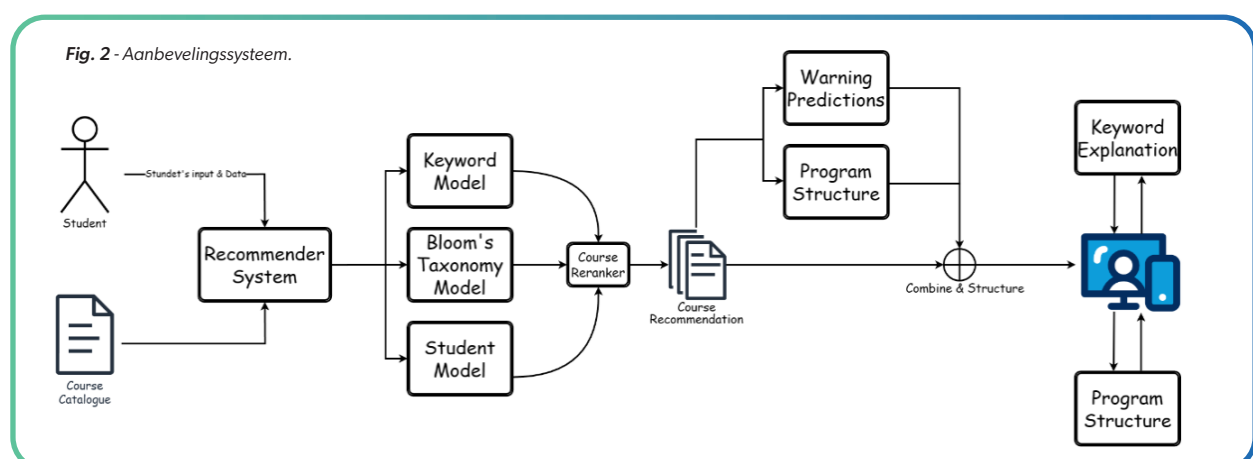 Fig. 2 - Aanbevelingssysteem.
Student
Stundet's input & Data
Course
Catalogue
Recommender
System
Keyword
Model
Bloom's
Taxonomy
Model
Student
Model
Course
Reranker
Course
Recommendation
Warning
Predictions
Program
Structure
Combine & Structure
Keyword
Explanation
Program
Structure